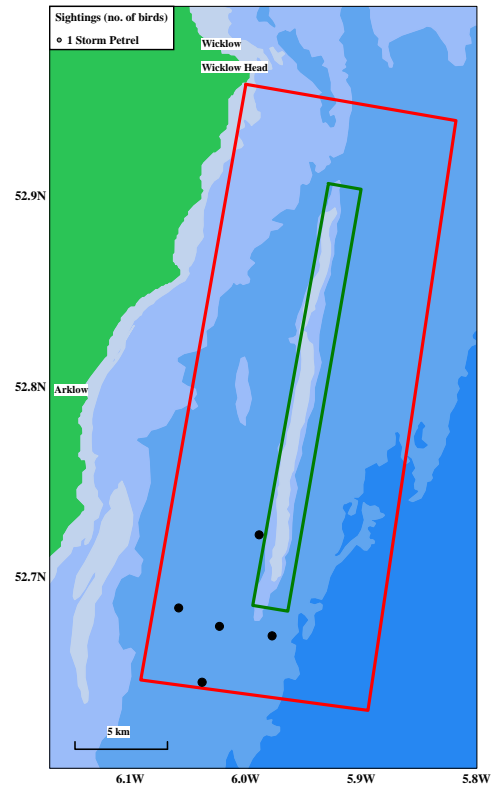 Sightings (no. of birds)
1 Storm Petrel
Wicklow
Wicklow Head
52.9N
52.8N
Arklow
52.7N
5 km
6.1W
6.0W
5.9W
5.8W